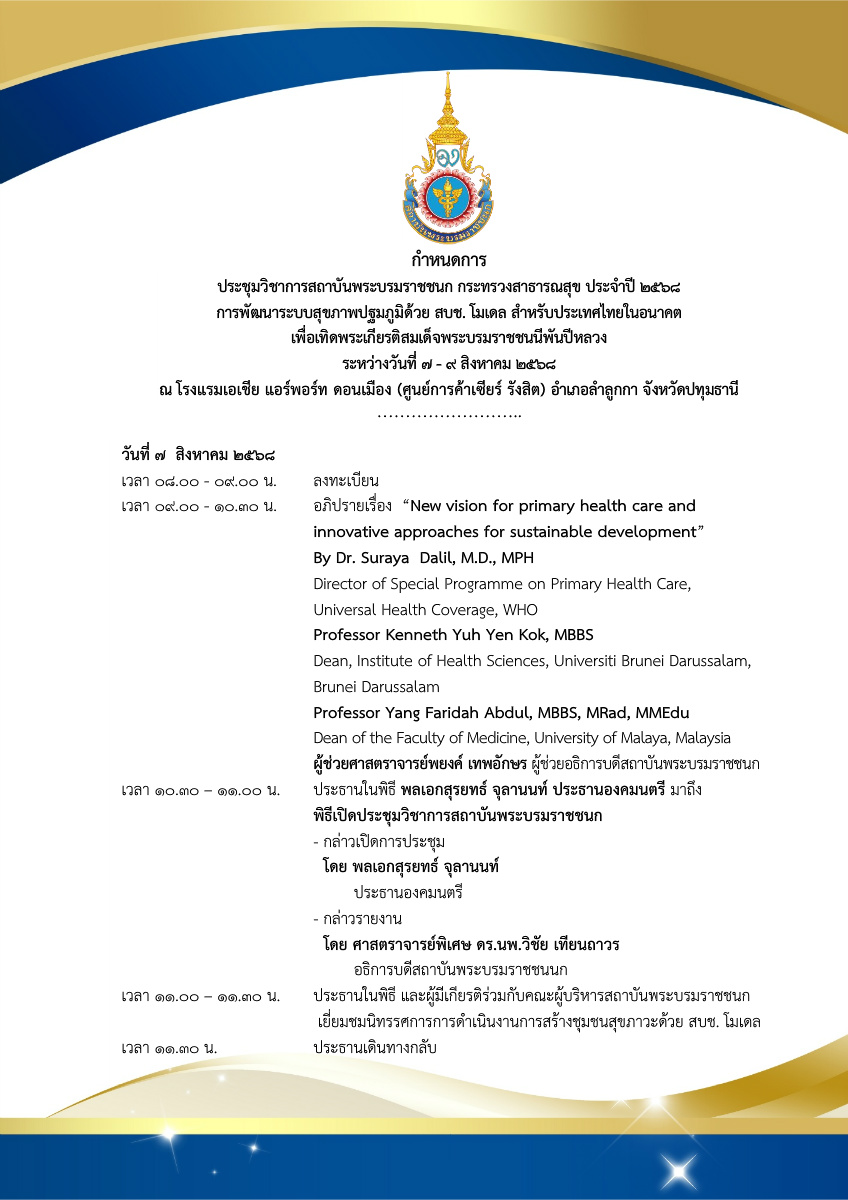 สถาบันพระบรมราชชนก
กำหนดการ
ประชุมวิชาการสถาบันพระบรมราชชนก กระทรวงสาธารณสุข ประจำปี ๒๕๖๘
การพัฒนาระบบสุขภาพปฐมภูมิด้วย สบช. โมเดล สำหรับประเทศไทยในอนาคต
เพื่อเทิดพระเกียรติสมเด็จพระบรมราชชนนีพันปีหลวง
ระหว่างวันที่ ๗ - ๙ สิงหาคม ๒๕๖๘
ณ โรงแรมเอเชีย แอร์พอร์ท ดอนเมือง (ศูนย์การค้าเซียร์ รังสิต) อำเภอลำลูกกา จังหวัดปทุมธานี
……………………..
วันที่ ๗ สิงหาคม ๒๕๖๘
เวลา ๐๘.๐๐ - ๐๙.๐๐ น. ลงทะเบียน
เวลา ๐๙.๐๐ - ๑๐.๓๐ น. อภิปรายเรื่อง “New vision for primary health care and
innovative approaches for sustainable development”
By Dr. Suraya Dalil, M.D., MPH
Director of Special Programme on Primary Health Care,
Universal Health Coverage, WHO
Professor Kenneth Yuh Yen Kok, MBBS
Dean, Institute of Health Sciences, Universiti Brunei Darussalam,
Brunei Darussalam
Professor Yang Faridah Abdul, MBBS, MRad, MMEdu
Dean of the Faculty of Medicine, University of Malaya, Malaysia
ผู้ช่วยศาสตราจารย์พยงค์ เทพอักษร ผู้ช่วยอธิการบดีสถาบันพระบรมราชชนก
เวลา ๑๐.๓๐ – ๑๑.๐๐ น. ประธานในพิธี พลเอกสุรยุทธ์ จุลานนท์ ประธานองคมนตรี มาถึง
พิธีเปิดประชุมวิชาการสถาบันพระบรมราชชนก
- กล่าวเปิดการประชุม
โดย พลเอกสุรยุทธ์ จุลานนท์
ประธานองคมนตรี
- กล่าวรายงาน
โดย ศาสตราจารย์พิเศษ ดร.นพ.วิชัย เทียนถาวร
อธิการบดีสถาบันพระบรมราชชนนก
เวลา ๑๑.๐๐ – ๑๑.๓๐ น. ประธานในพิธี และผู้มีเกียรติร่วมกับคณะผู้บริหารสถาบันพระบรมราชชนก
เยี่ยมชมนิทรรศการการดำเนินงานการสร้างชุมชนสุขภาวะด้วย สบช. โมเดล
เวลา ๑๑.๓๐ น. ประธานเดินทางกลับ